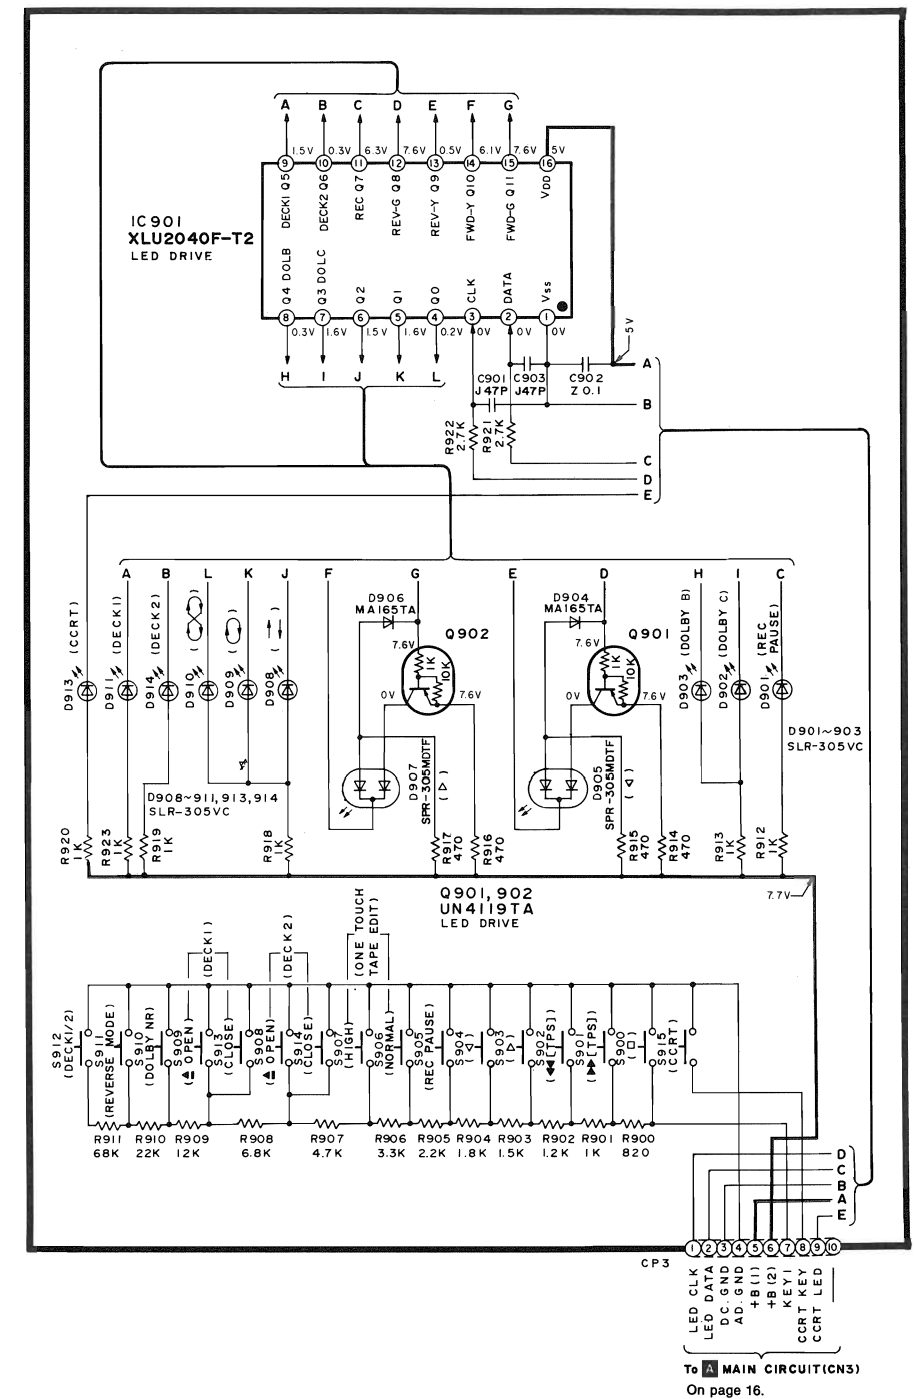 A B C D E F G
1.5V 0.3V 6.3V 7.6V 0.5V 6.1V 7.6V 5V
9 10 11 12 13 14 15 16
DECK1 Q5
DECK2 Q6
REC Q7
REV-G Q8
REV-Y Q9
FWD-Y Q10
FWD-G Q11
VDD
IC901
XLU2040F-T2
LED DRIVE
Q4 DOLB
Q3 DOLC
Q2
Q1
Q0
CLK
DATA
Vss
8 7 6 5 4 3 2 1
0.3V 1.6V 1.5V 1.6V 0.2V 0V 0V 0V
H I J K L
5V
C901
J47P
C903
J47P
C902
Z 0.1
R922
2.7K
R921
2.7K
A
B
C
D
E
A B L K J F G E D H I C
D913 (CCRT)
D911 (DECK1)
D914 (DECK2)
D910
D909
D908
D906
MA165TA
Q902
7.6V
1K
10K
0V
7.6V
D904
MA165TA
Q901
7.6V
1K
10K
0V
7.6V
D903 (DOLBY B)
D902 (DOLBY C)
D901 (REC PAUSE)
D901~903
SLR-305VC
D907
SPR-305MDTF
(▷)
D905
SPR-305MDTF
(◁)
D908~911,913,914
SLR-305VC
R920
1K
R923
1K
R919
1K
R918
1K
R917
470
R916
470
R915
470
R914
470
R913
1K
R912
1K
7.7V
Q901,902
UN4119TA
LED DRIVE
(DECK1)
(DECK2)
(ONE TOUCH
TAPE EDIT)
S912
(DECK1/2)
S911
(REVERSE MODE)
S910
(DOLBY NR)
S909
(⏏ OPEN)
S913
(CLOSE)
S908
(⏏ OPEN)
S914
(CLOSE)
S907
(HIGH)
S906
(NORMAL)
S905
(REC PAUSE)
S904
(◁)
S903
(▷)
S902
(◀◀[TPS])
S901
(▶▶[TPS])
S900
(□)
S915
(CCRT)
R911 R910 R909 R908 R907 R906 R905 R904 R903 R902 R901 R900
68K 22K 12K 6.8K 4.7K 3.3K 2.2K 1.8K 1.5K 1.2K 1K 820
D
C
B
A
E
CP3
1 2 3 4 5 6 7 8 9 10
LED CLK
LED DATA
DC.GND
AD.GND
+B(1)
+B(2)
KEY1
CCRT KEY
CCRT LED
To A MAIN CIRCUIT(CN3)
On page 16.